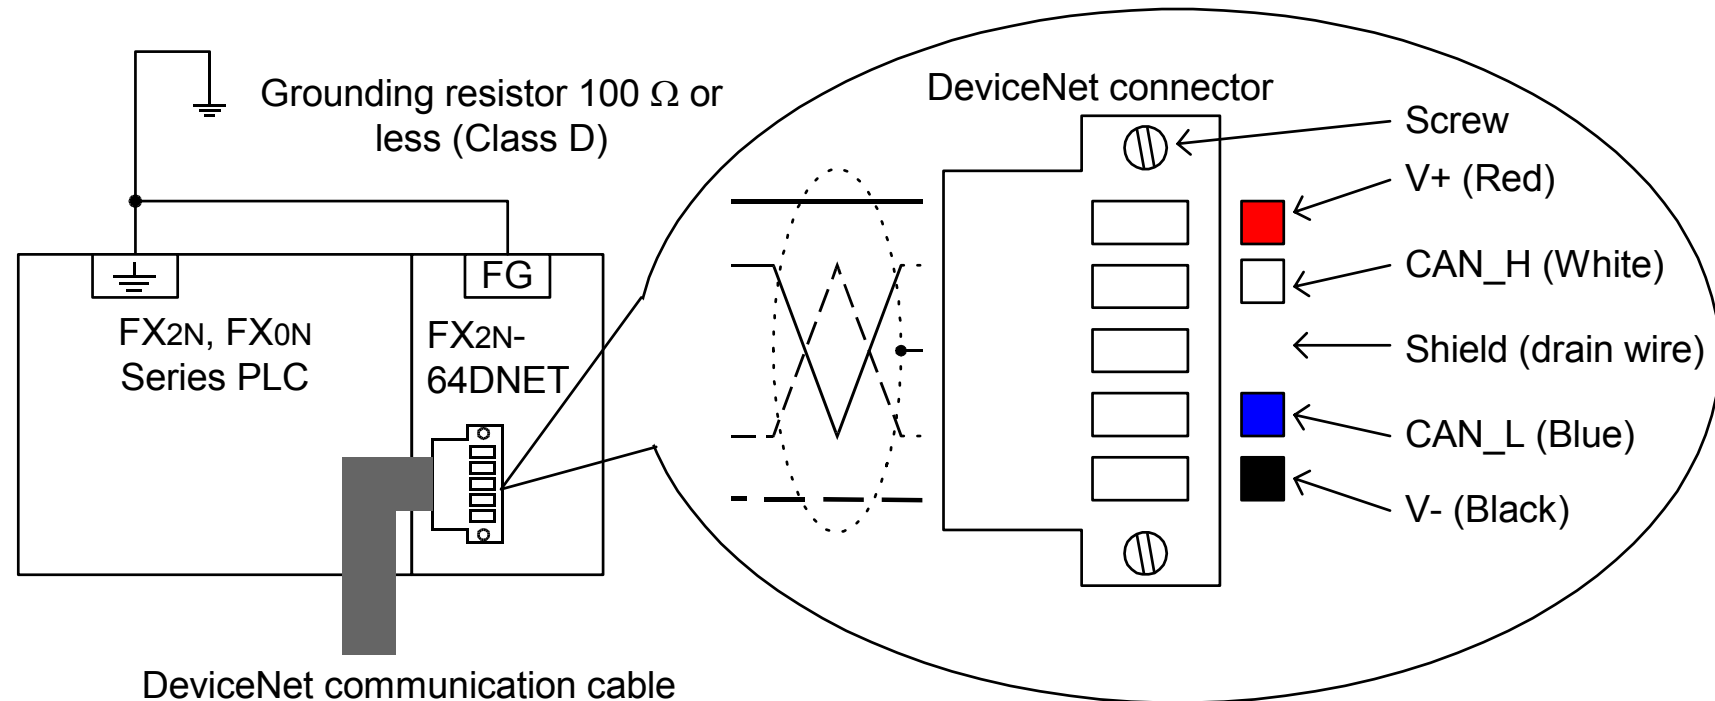 Grounding resistor 100 Ω or
less (Class D)
FG
FX2N, FX0N
Series PLC
FX2N-
64DNET
DeviceNet communication cable
DeviceNet connector
Screw
V+ (Red)
CAN_H (White)
Shield (drain wire)
CAN_L (Blue)
V- (Black)